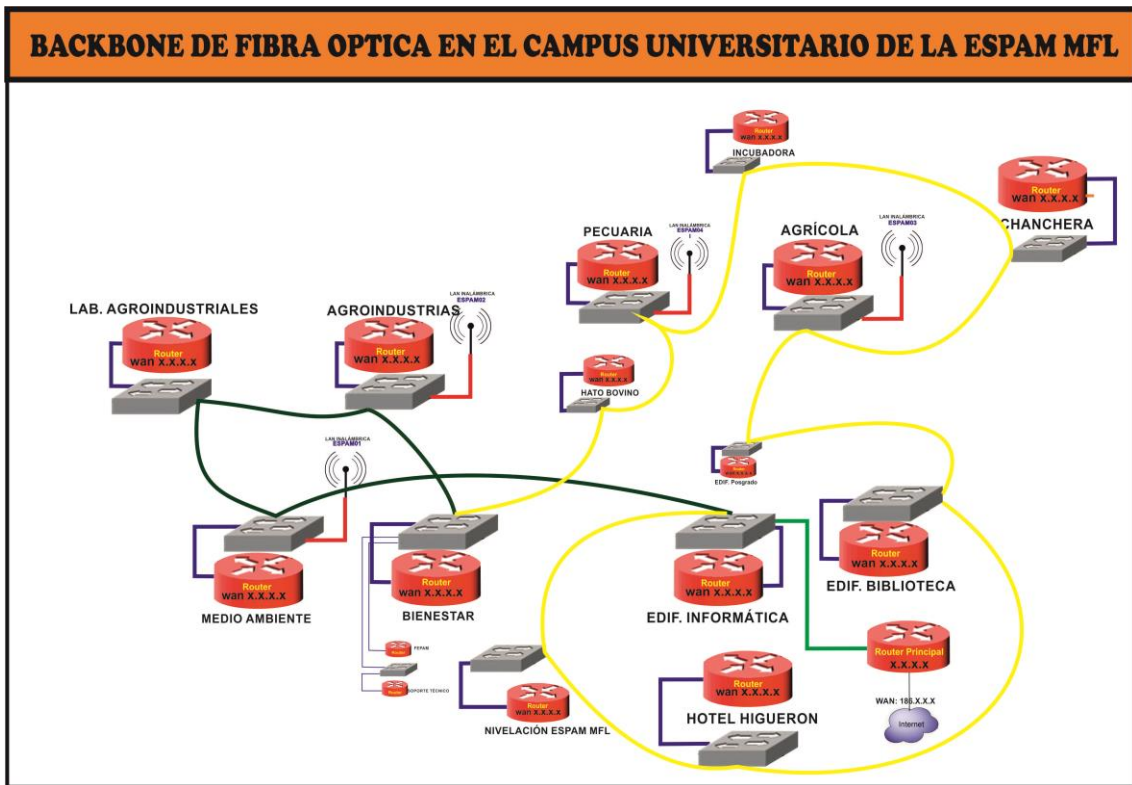 BACKBONE DE FIBRA OPTICA EN EL CAMPUS UNIVERSITARIO DE LA ESPAM MFL
Router
wan x.x.x.x
INCUBADORA
Router
wan x.x.x.x
CHANCHERA
PECUARIA
Router
wan x.x.x.x
LAN INALÁMBRICA
ESPAM04
AGRÍCOLA
Router
wan x.x.x.x
LAN INALÁMBRICA
ESPAM03
LAB. AGROINDUSTRIALES
Router
wan x.x.x.x
AGROINDUSTRIAS
Router
wan x.x.x.x
LAN INALÁMBRICA
ESPAM02
Router
wan x.x.x.x
HATO BOVINO
LAN INALÁMBRICA
ESPAM01
Router
wan x.x.x.x
EDIF. Posgrado
Router
wan x.x.x.x
MEDIO AMBIENTE
Router
wan x.x.x.x
BIENESTAR
Router
wan x.x.x.x
EDIF. INFORMÁTICA
Router
wan x.x.x.x
EDIF. BIBLIOTECA
Router
FEPAM
Router
SOPORTE TÉCNICO
Router
wan x.x.x.x
NIVELACIÓN ESPAM MFL
Router
wan x.x.x.x
HOTEL HIGUERON
Router Principal
x.x.x.x
WAN: 186.X.X.X
Internet